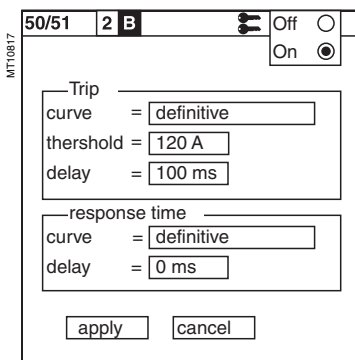 MT10817
50/51 2 B Off
On
Trip
curve = definitive
thershold = 120 A
delay = 100 ms
response time
curve = definitive
delay = 0 ms
apply cancel